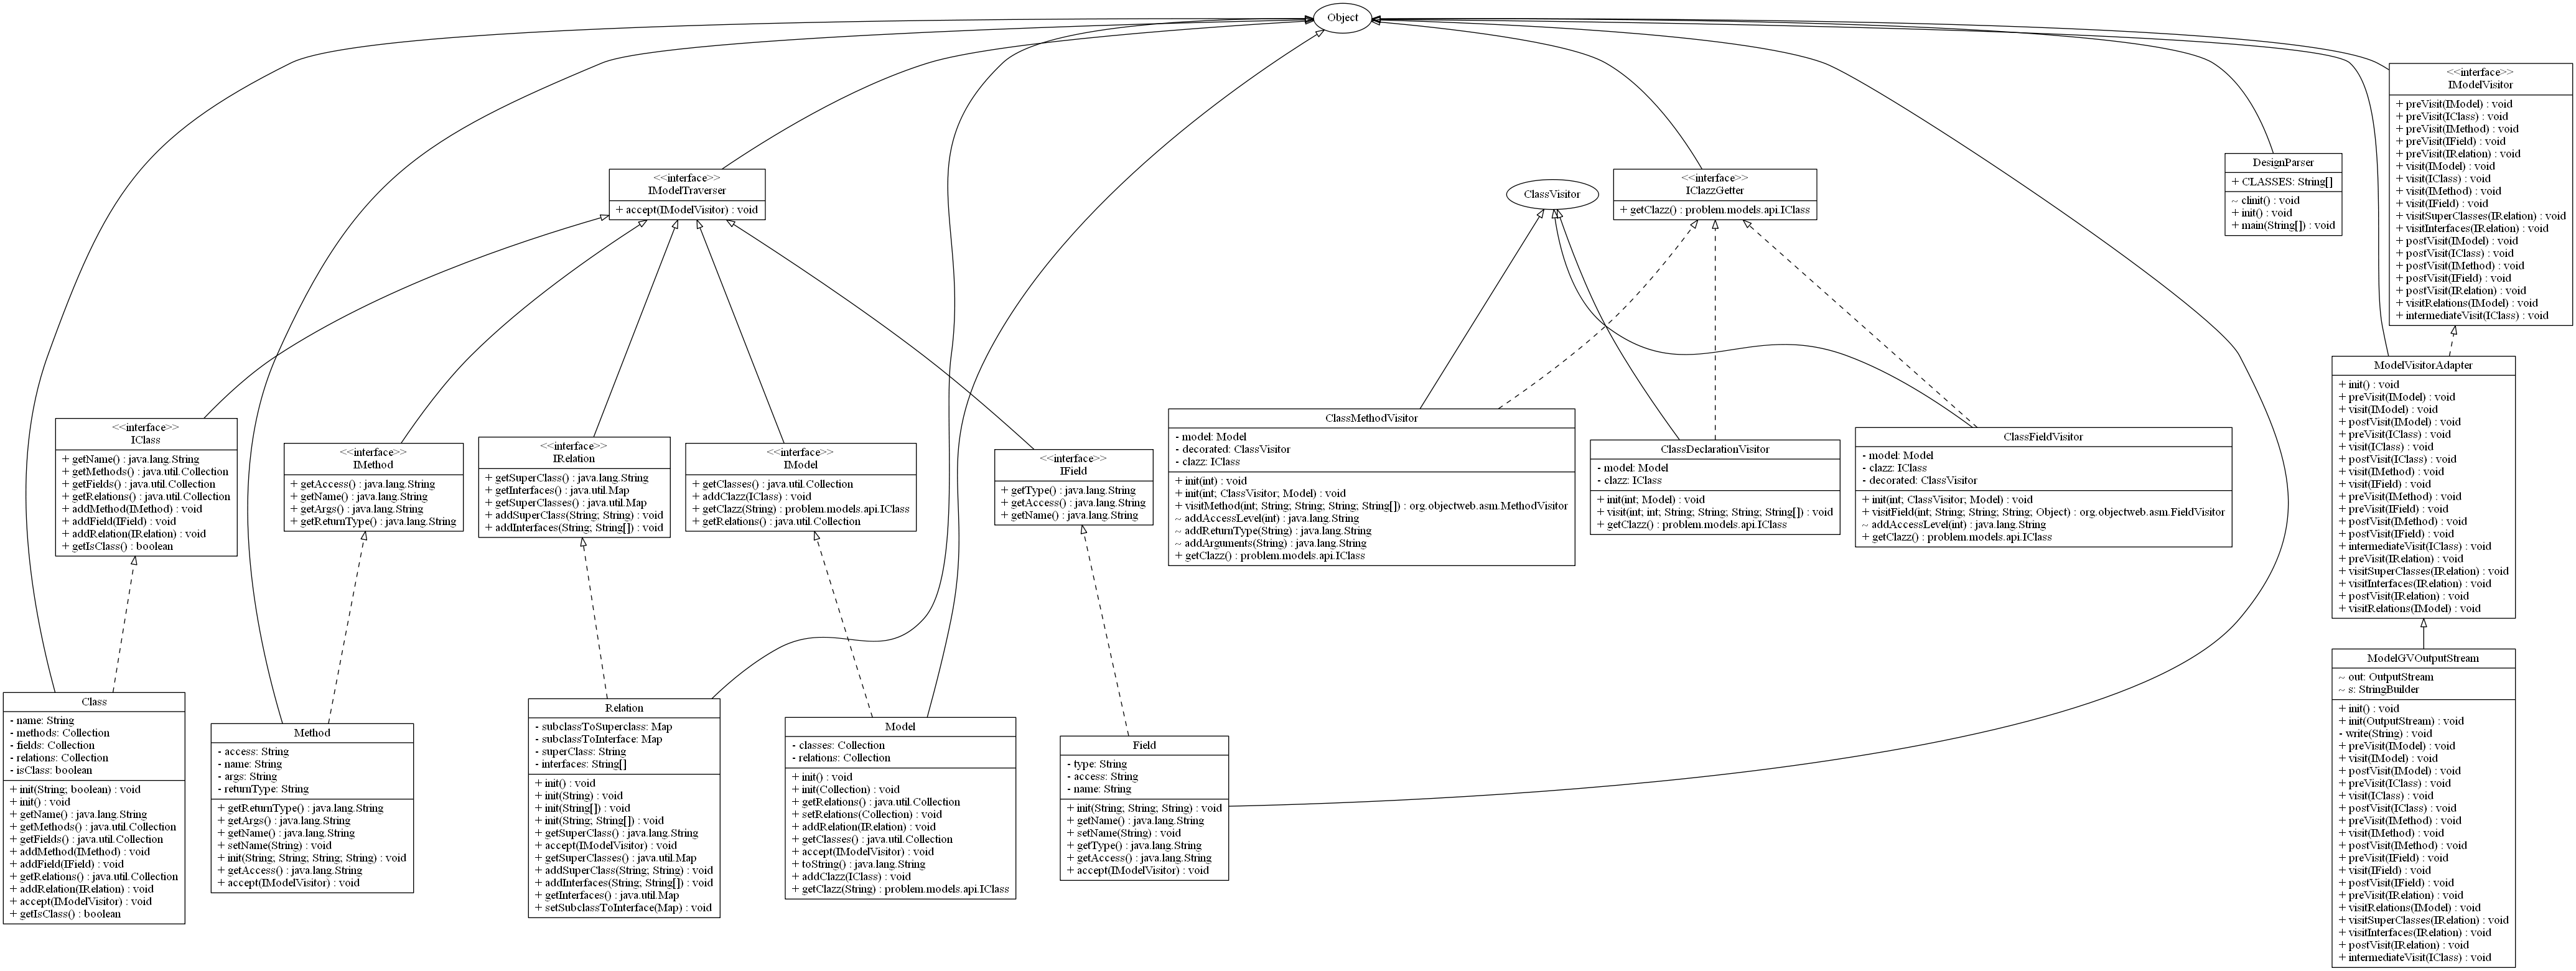 Object
<<interface>>
IModelVisitor
+ preVisit(IModel) : void
+ preVisit(IClass) : void
+ preVisit(IMethod) : void
+ preVisit(IField) : void
+ preVisit(IRelation) : void
+ visit(IModel) : void
+ visit(IClass) : void
+ visit(IMethod) : void
+ visit(IField) : void
+ visitSuperClasses(IRelation) : void
+ visitInterfaces(IRelation) : void
+ postVisit(IModel) : void
+ postVisit(IClass) : void
+ postVisit(IMethod) : void
+ postVisit(IField) : void
+ postVisit(IRelation) : void
+ visitRelations(IModel) : void
+ intermediateVisit(IClass) : void
DesignParser
+ CLASSES: String[]
~ clinit() : void
+ init() : void
+ main(String[]) : void
<<interface>>
IModelTraverser
+ accept(IModelVisitor) : void
ClassVisitor
<<interface>>
IClazzGetter
+ getClazz() : problem.models.api.IClass
ModelVisitorAdapter
+ init() : void
+ preVisit(IModel) : void
+ visit(IModel) : void
+ postVisit(IModel) : void
+ preVisit(IClass) : void
+ visit(IClass) : void
+ postVisit(IClass) : void
+ visit(IMethod) : void
+ visit(IField) : void
+ preVisit(IMethod) : void
+ preVisit(IField) : void
+ postVisit(IMethod) : void
+ postVisit(IField) : void
+ intermediateVisit(IClass) : void
+ preVisit(IRelation) : void
+ visitSuperClasses(IRelation) : void
+ visitInterfaces(IRelation) : void
+ postVisit(IRelation) : void
+ visitRelations(IModel) : void
<<interface>>
IClass
+ getName() : java.lang.String
+ getMethods() : java.util.Collection
+ getFields() : java.util.Collection
+ getRelations() : java.util.Collection
+ addMethod(IMethod) : void
+ addField(IField) : void
+ addRelation(IRelation) : void
+ getIsClass() : boolean
<<interface>>
IMethod
+ getAccess() : java.lang.String
+ getName() : java.lang.String
+ getArgs() : java.lang.String
+ getReturnType() : java.lang.String
<<interface>>
IRelation
+ getSuperClass() : java.lang.String
+ getInterfaces() : java.util.Map
+ getSuperClasses() : java.util.Map
+ addSuperClass(String; String) : void
+ addInterfaces(String; String[]) : void
<<interface>>
IModel
+ getClasses() : java.util.Collection
+ addClazz(IClass) : void
+ getClazz(String) : problem.models.api.IClass
+ getRelations() : java.util.Collection
<<interface>>
IField
+ getType() : java.lang.String
+ getAccess() : java.lang.String
+ getName() : java.lang.String
ClassMethodVisitor
- model: Model
- decorated: ClassVisitor
- clazz: IClass
+ init(int) : void
+ init(int; ClassVisitor; Model) : void
+ visitMethod(int; String; String; String; String[]) : org.objectweb.asm.MethodVisitor
~ addAccessLevel(int) : java.lang.String
~ addReturnType(String) : java.lang.String
~ addArguments(String) : java.lang.String
+ getClazz() : problem.models.api.IClass
ClassDeclarationVisitor
- model: Model
- clazz: IClass
+ init(int; Model) : void
+ visit(int; int; String; String; String; String[]) : void
+ getClazz() : problem.models.api.IClass
ClassFieldVisitor
- model: Model
- clazz: IClass
- decorated: ClassVisitor
+ init(int; ClassVisitor; Model) : void
+ visitField(int; String; String; String; Object) : org.objectweb.asm.FieldVisitor
~ addAccessLevel(int) : java.lang.String
+ getClazz() : problem.models.api.IClass
Class
- name: String
- methods: Collection
- fields: Collection
- relations: Collection
- isClass: boolean
+ init(String; boolean) : void
+ init() : void
+ getName() : java.lang.String
+ getMethods() : java.util.Collection
+ getFields() : java.util.Collection
+ addMethod(IMethod) : void
+ addField(IField) : void
+ getRelations() : java.util.Collection
+ addRelation(IRelation) : void
+ accept(IModelVisitor) : void
+ getIsClass() : boolean
Method
- access: String
- name: String
- args: String
- returnType: String
+ getReturnType() : java.lang.String
+ getArgs() : java.lang.String
+ getName() : java.lang.String
+ setName(String) : void
+ init(String; String; String; String) : void
+ getAccess() : java.lang.String
+ accept(IModelVisitor) : void
Relation
- subclassToSuperclass: Map
- subclassToInterface: Map
- superClass: String
- interfaces: String[]
+ init() : void
+ init(String) : void
+ init(String[]) : void
+ init(String; String[]) : void
+ getSuperClass() : java.lang.String
+ accept(IModelVisitor) : void
+ getSuperClasses() : java.util.Map
+ addSuperClass(String; String) : void
+ addInterfaces(String; String[]) : void
+ getInterfaces() : java.util.Map
+ setSubclassToInterface(Map) : void
Model
- classes: Collection
- relations: Collection
+ init() : void
+ init(Collection) : void
+ getRelations() : java.util.Collection
+ setRelations(Collection) : void
+ addRelation(IRelation) : void
+ getClasses() : java.util.Collection
+ accept(IModelVisitor) : void
+ toString() : java.lang.String
+ addClazz(IClass) : void
+ getClazz(String) : problem.models.api.IClass
Field
- type: String
- access: String
- name: String
+ init(String; String; String) : void
+ getName() : java.lang.String
+ setName(String) : void
+ getType() : java.lang.String
+ getAccess() : java.lang.String
+ accept(IModelVisitor) : void
ModelGVOutputStream
~ out: OutputStream
~ s: StringBuilder
+ init() : void
+ init(OutputStream) : void
- write(String) : void
+ preVisit(IModel) : void
+ visit(IModel) : void
+ postVisit(IModel) : void
+ preVisit(IClass) : void
+ visit(IClass) : void
+ postVisit(IClass) : void
+ preVisit(IMethod) : void
+ visit(IMethod) : void
+ postVisit(IMethod) : void
+ preVisit(IField) : void
+ visit(IField) : void
+ postVisit(IField) : void
+ preVisit(IRelation) : void
+ visitRelations(IModel) : void
+ visitSuperClasses(IRelation) : void
+ visitInterfaces(IRelation) : void
+ postVisit(IRelation) : void
+ intermediateVisit(IClass) : void